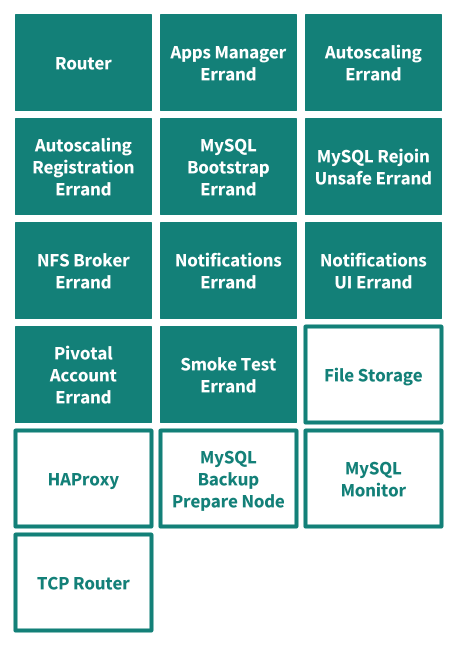 Router
Apps Manager
Errand
Autoscaling
Errand
Autoscaling
Registration
Errand
MySQL
Bootstrap
Errand
MySQL Rejoin
Unsafe Errand
NFS Broker
Errand
Notifications
Errand
Notifications
UI Errand
Pivotal
Account
Errand
Smoke Test
Errand
File Storage
HAProxy
MySQL
Backup
Prepare Node
MySQL
Monitor
TCP Router